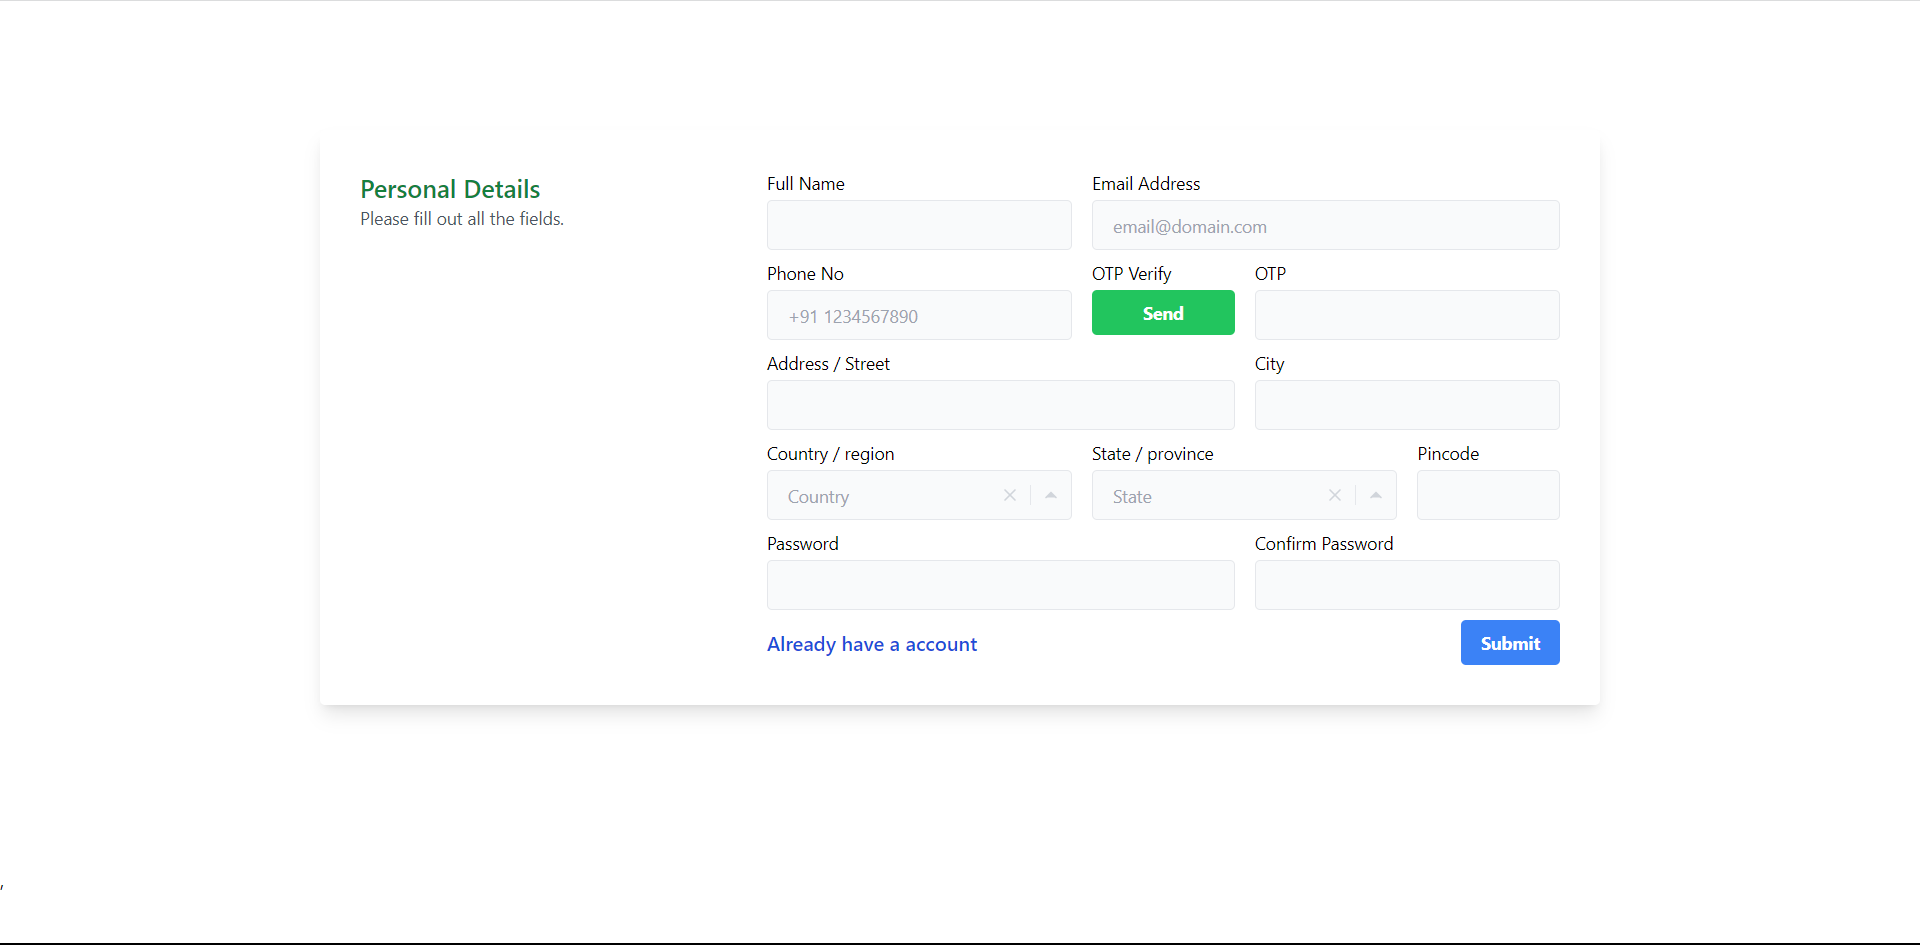 Personal Details
Please fill out all the fields.
Full Name
Email Address
email@domain.com
Phone No
OTP Verify
OTP
+91 1234567890
Send
Address / Street
City
Country / region
State / province
Pincode
Country
State
Password
Confirm Password
Already have a account
Submit
,